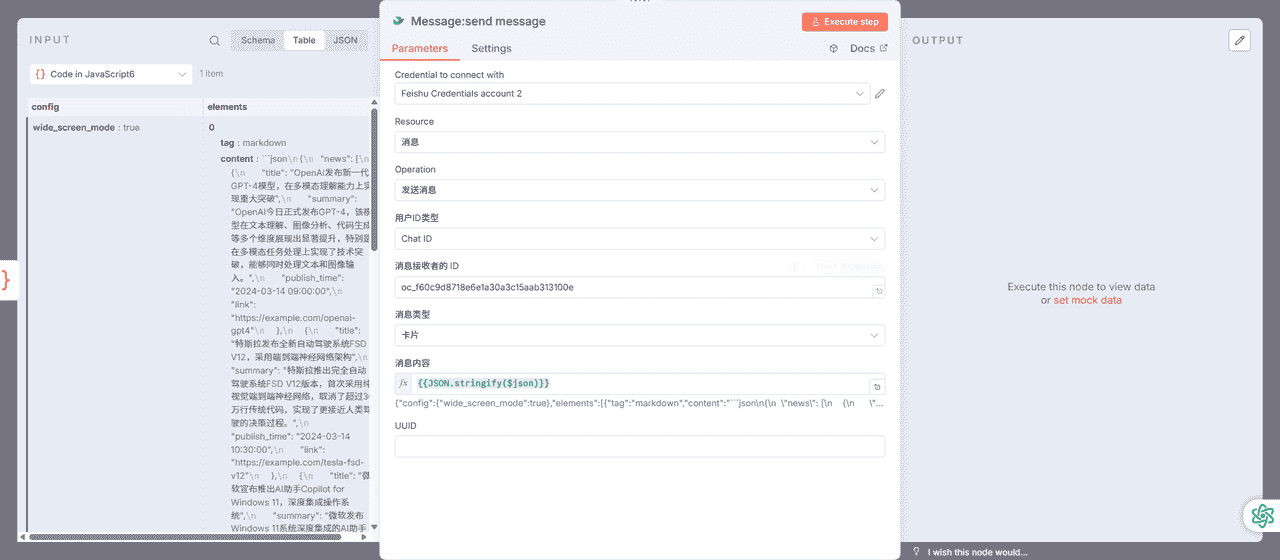 INPUT
Schema
Table
JSON
Code in JavaScript6
1 item
config
elements
wide_screen_mode : true
0
tag : markdown
content : ```json\n{\n "news": [\n
{\n "title": "OpenAI发布新一代
GPT-4模型，在多模态理解能力上实
现重大突破",\n
"summary":
"OpenAI今日正式发布GPT-4，该模
型在文本理解、图像分析、代码生成
等多个维度展现出显著提升，特别是
在多模态任务处理上实现了技术突
破，能够同时处理文本和图像输
入。",\n "publish_time":
"2024-03-14 09:00:00",\n
"link":
"https://example.com/openai-
gpt4"\n },\n {\n "title":
"特斯拉发布全新自动驾驶系统FSD
V12，采用端到端神经网络架构",\n
"summary": "特斯拉推出完全自动
驾驶系统FSD V12版本，首次采用纯
视觉端到端神经网络，取消了超过30
万行传统代码，实现了更接近人类驾
驶的决策过程。",\n
"publish_time": "2024-03-14
10:30:00",\n "link":
"https://example.com/tesla-fsd-
v12"\n },\n {\n "title": "微
软宣布推出AI助手Copilot for
Windows 11，深度集成操作系
统",\n "summary": "微软发布
Windows 11系统深度集成的AI助手
Message:send message
Execute step
Parameters
Settings
Docs
Credential to connect with
Feishu Credentials account 2
Resource
消息
Operation
发送消息
用户ID类型
Chat ID
消息接收者的 ID
Fixed
Expression
oc_f60c9d8718e6e1a30a3c15aab313100e
消息类型
卡片
消息内容
fx
{{JSON.stringify($json)}}
{"config":{"wide_screen_mode":true},"elements":[{"tag":"markdown","content":"```json\n{\n \"news\": [\n {\n \"...
UUID
OUTPUT
Execute this node to view data
or set mock data
I wish this node would...